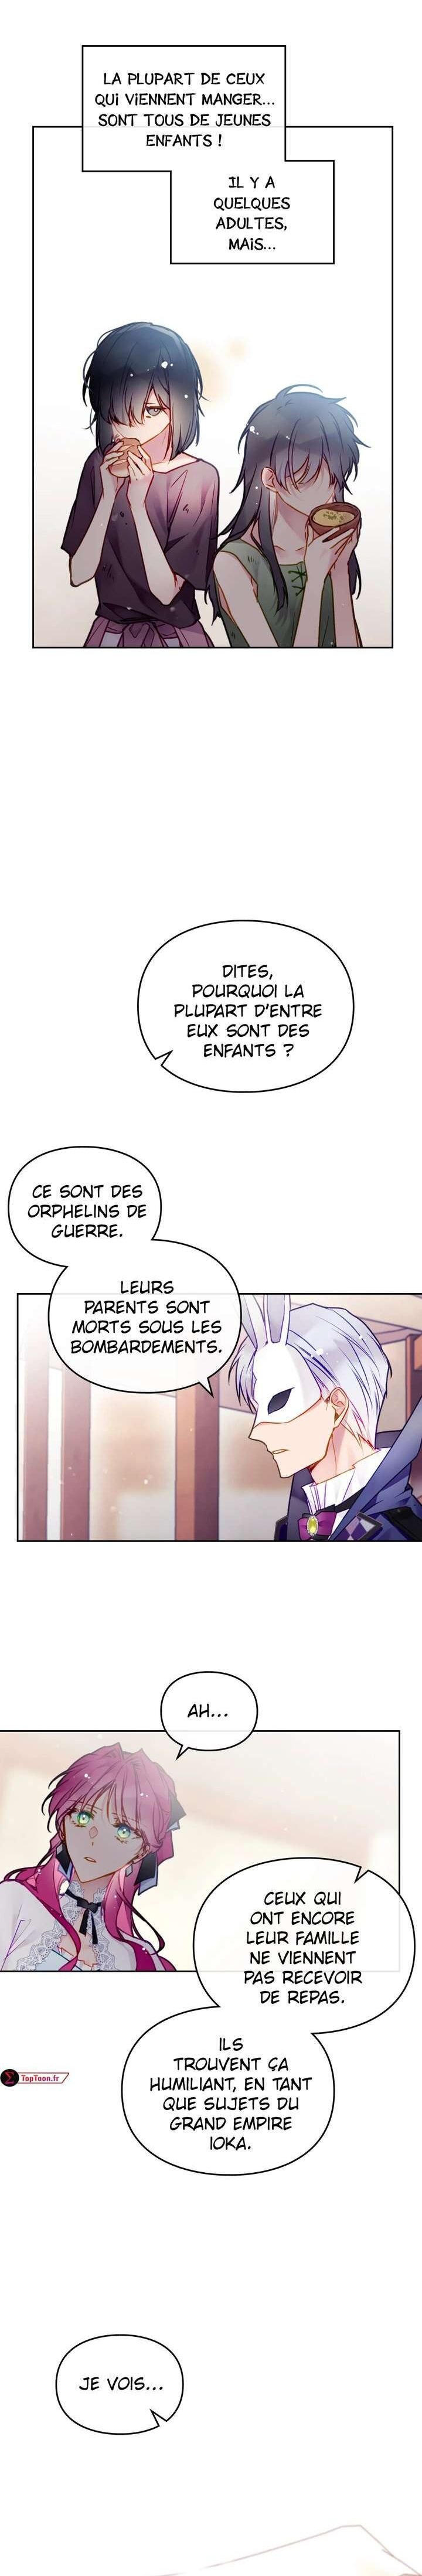 LA PLUPART DE CEUX
QUI VIENNENT MANGER...
SONT TOUS DE JEUNES
ENFANTS !
IL Y A
QUELQUES
ADULTES,
MAIS...
DITES,
POURQUOI LA
PLUPART D'ENTRE
EUX SONT DES
ENFANTS ?
CE SONT DES
ORPHELINS DE
GUERRE.
LEURS
PARENTS SONT
MORTS SOUS LES
BOMBARDEMENTS.
AH...
CEUX QUI
ONT ENCORE
LEUR FAMILLE
NE VIENNENT
PAS RECEVOIR
DE REPAS.
ILS
TROUVENT ÇA
HUMILIANT, EN TANT
QUE SUJETS DU
GRAND EMPIRE
IOKA.
TopToon.fr
JE VOIS...